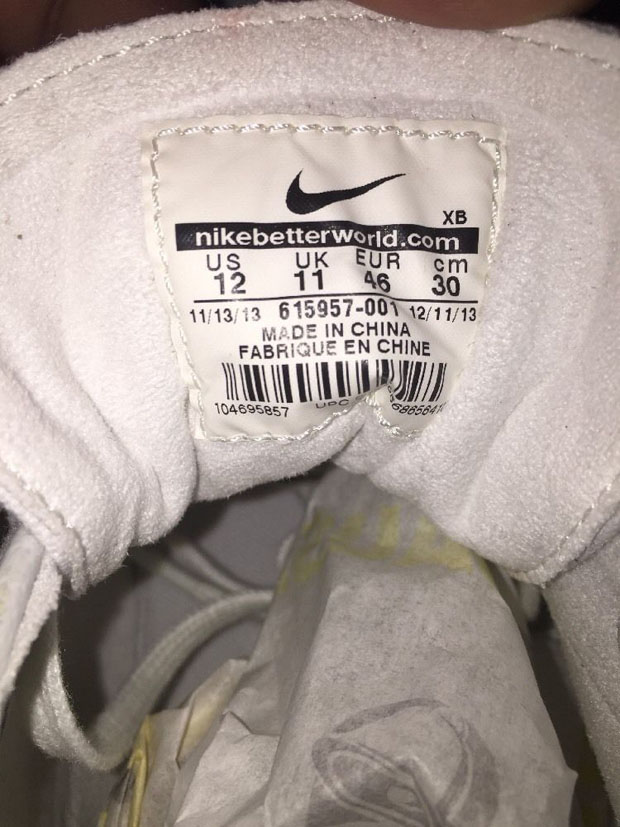 XB
nikebetterworld.com
US UK EUR cm
12 11 46 30
11/13/13 615957-001 12/11/13
MADE IN CHINA
FABRIQUE EN CHINE
104695857 UPC